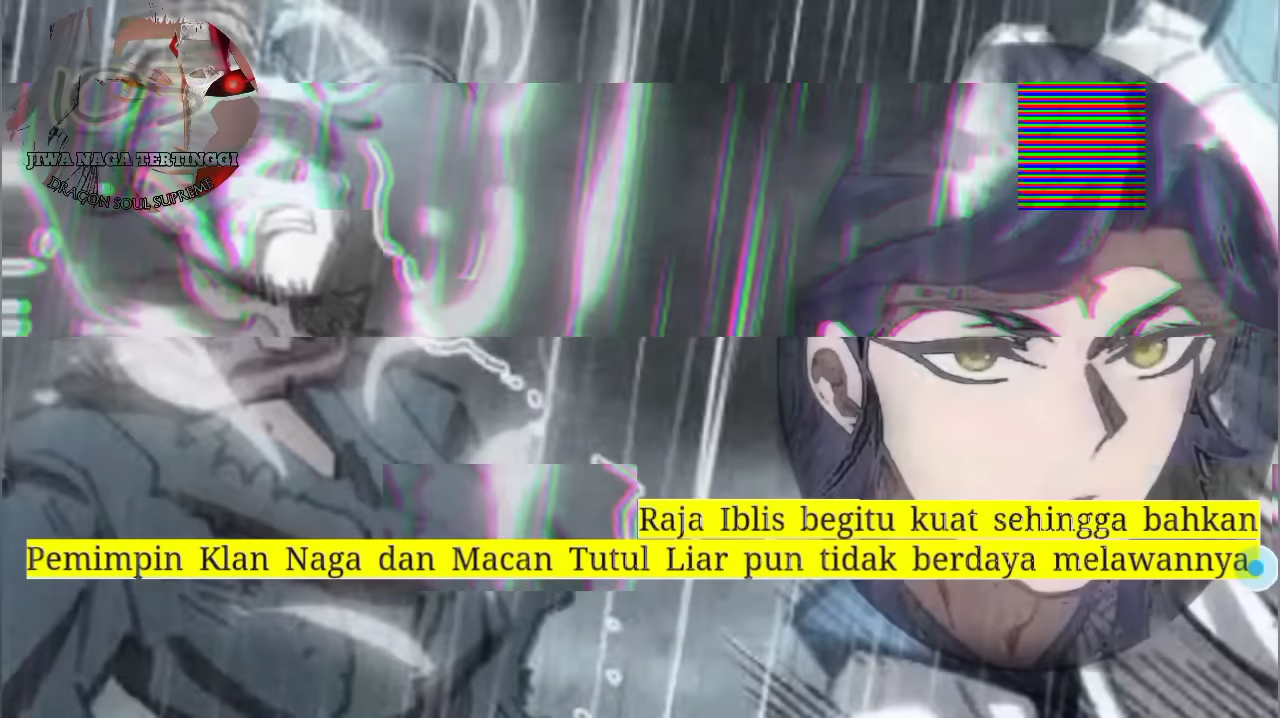 JIWA NAGA TERTINGGI
DRAGON SOUL SUPREME
Raja Iblis begitu kuat sehingga bahkan
Pemimpin Klan Naga dan Macan Tutul Liar pun tidak berdaya melawannya